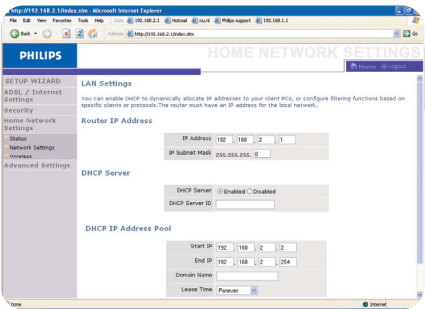 http://192.168.2.1/index.stm - Microsoft Internet Explorer
File Edit View Favorites Tools Help Links 192.168.2.1 Hotmail nu.nl Philips support 192.168.1.1
Back Address http://192.168.2.1/index.stm Go
PHILIPS
HOME NETWORK SETTINGS
Home Logout
SETUP WIZARD
ADSL / Internet Settings
Security
Home Network Settings
Status
Network Settings
Wireless
Advanced Settings
LAN Settings
You can enable DHCP to dynamically allocate IP addresses to your client PCs, or configure filtering functions based on
specific clients or protocols.The router must have an IP address for the local network.
Router IP Address
IP Address 192 . 168 . 2 . 1
IP Subnet Mask 255.255.255. 0
DHCP Server
DHCP Server Enabled Disabled
DHCP Server ID
DHCP IP Address Pool
Start IP 192 . 168 . 2 . 2
End IP 192 . 168 . 2 . 254
Domain Name
Lease Time Forever
Done Internet